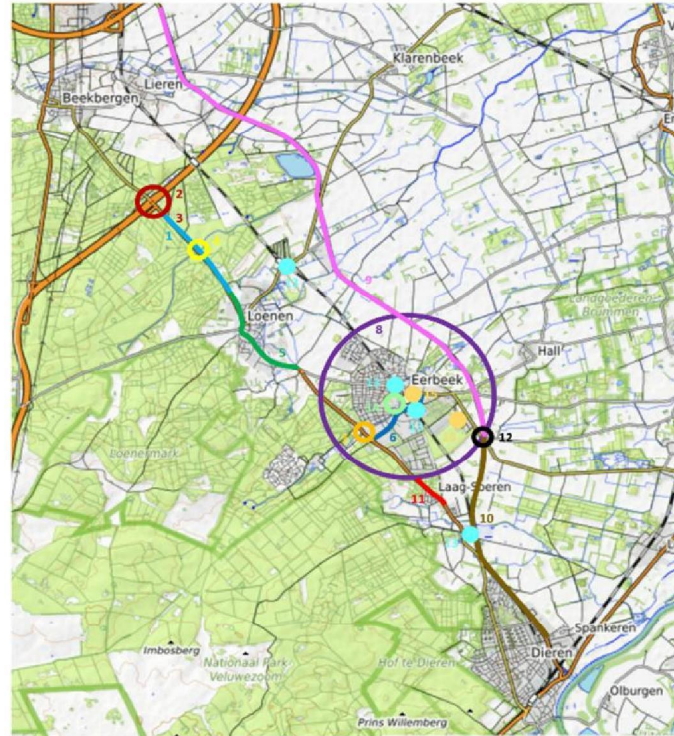 Klarenbeek
Lieren
Beekbergen
2
3
1
9
Loenen
8
5
Hall
Eerbeek
6
12
Loenermark
Laag-Soeren
11
10
Imbosberg
Nationaal Park
Veluwezoom
Hof te Dieren
Spankeren
Dieren
Olburgen
Prins Willemberg